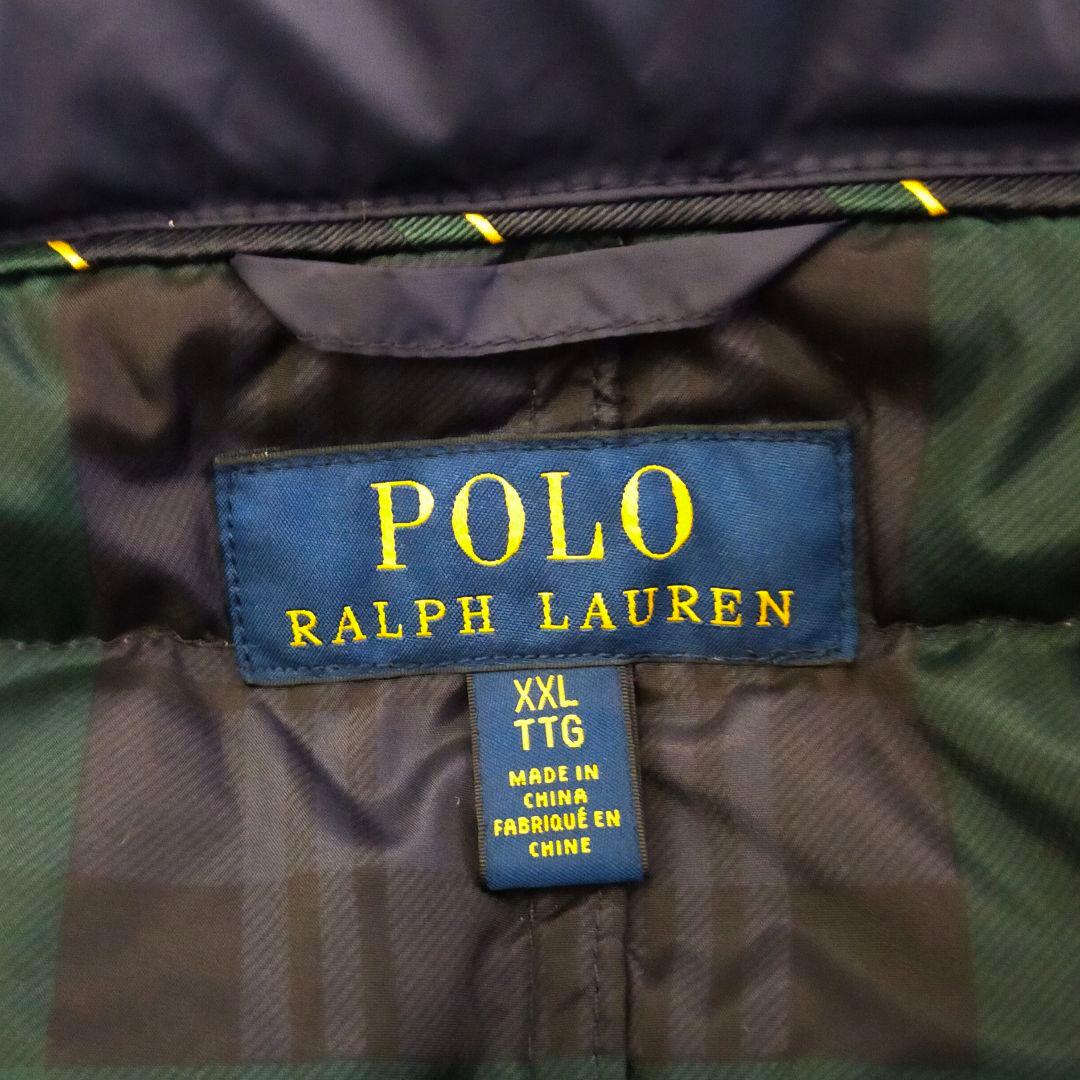 POLO
RALPH LAUREN
XXL
TTG
MADE IN
CHINA
FABRIQUÉ EN
CHINE